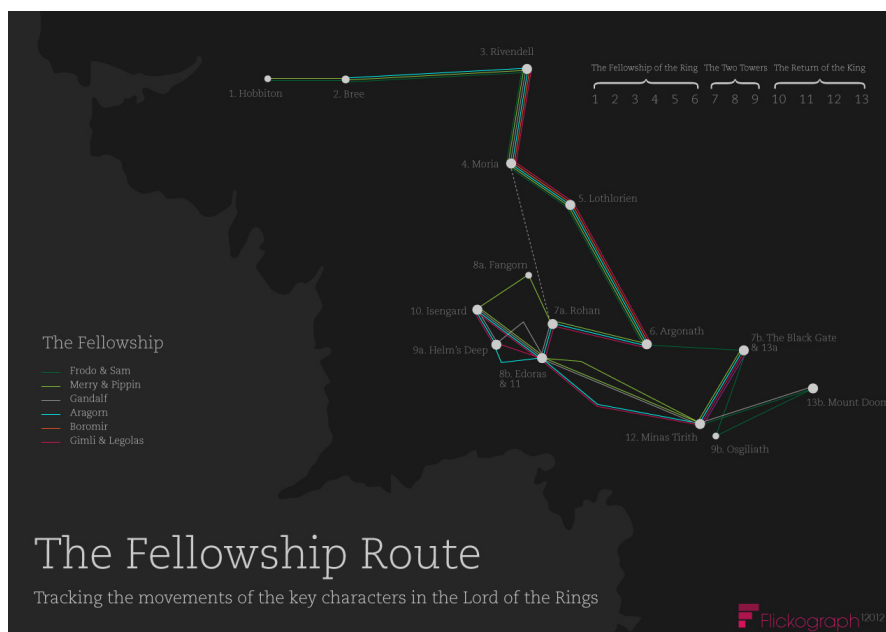 3. Rivendell
The Fellowship of the Ring The Two Towers The Return of the King
1 2 3 4 5 6 7 8 9 10 11 12 13
1. Hobbiton
2. Bree
4. Moria
5. Lothlorien
8a. Fangorn
10. Isengard
7a. Rohan
6. Argonath
7b. The Black Gate
& 13a
9a. Helm's Deep
8b. Edoras
& 11
13b. Mount Doom
12. Minas Tirith
9b. Osgiliath
The Fellowship
Frodo & Sam
Merry & Pippin
Gandalf
Aragorn
Boromir
Gimli & Legolas
The Fellowship Route
Tracking the movements of the key characters in the Lord of the Rings
Flickograph 12012